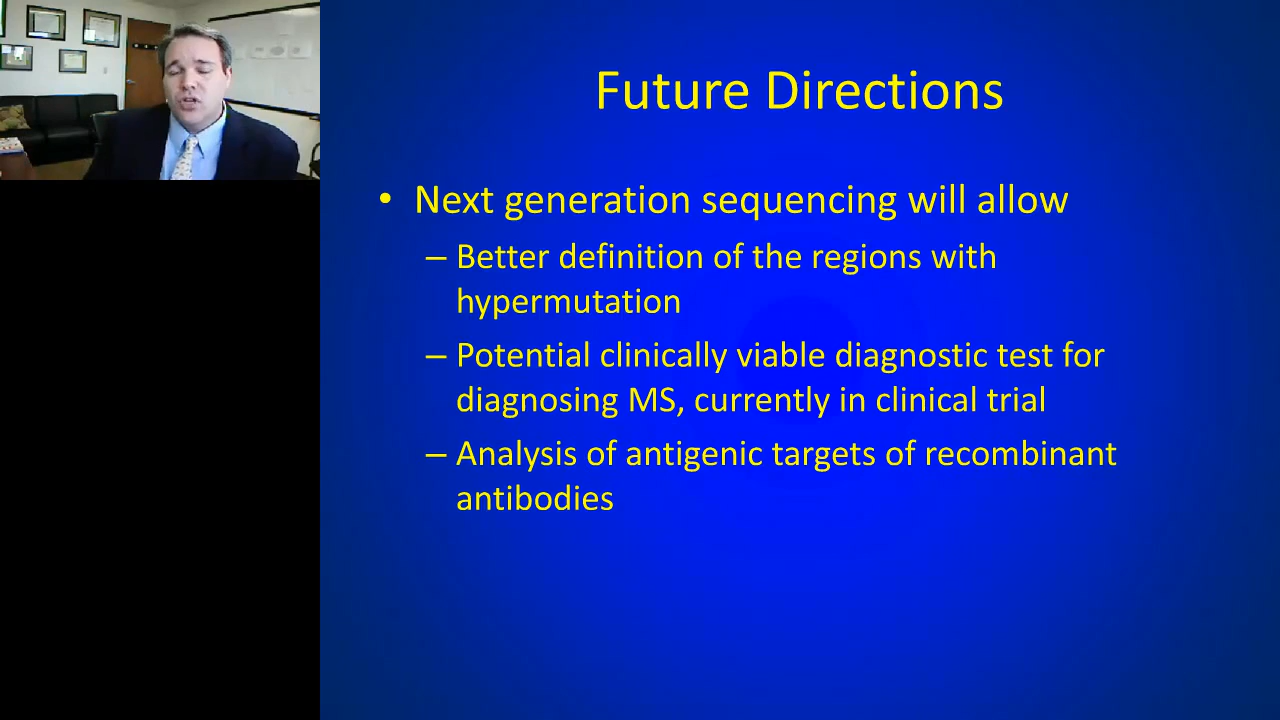 Future Directions
• Next generation sequencing will allow
– Better definition of the regions with
hypermutation
– Potential clinically viable diagnostic test for
diagnosing MS, currently in clinical trial
– Analysis of antigenic targets of recombinant
antibodies